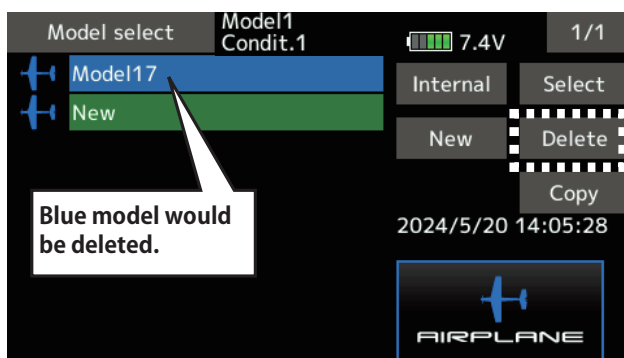 Model select
Model1
Condit.1
7.4V
1/1
Model17
Internal
Select
New
New
Delete
Blue model would
be deleted.
Copy
2024/5/20 14:05:28
AIRPLANE